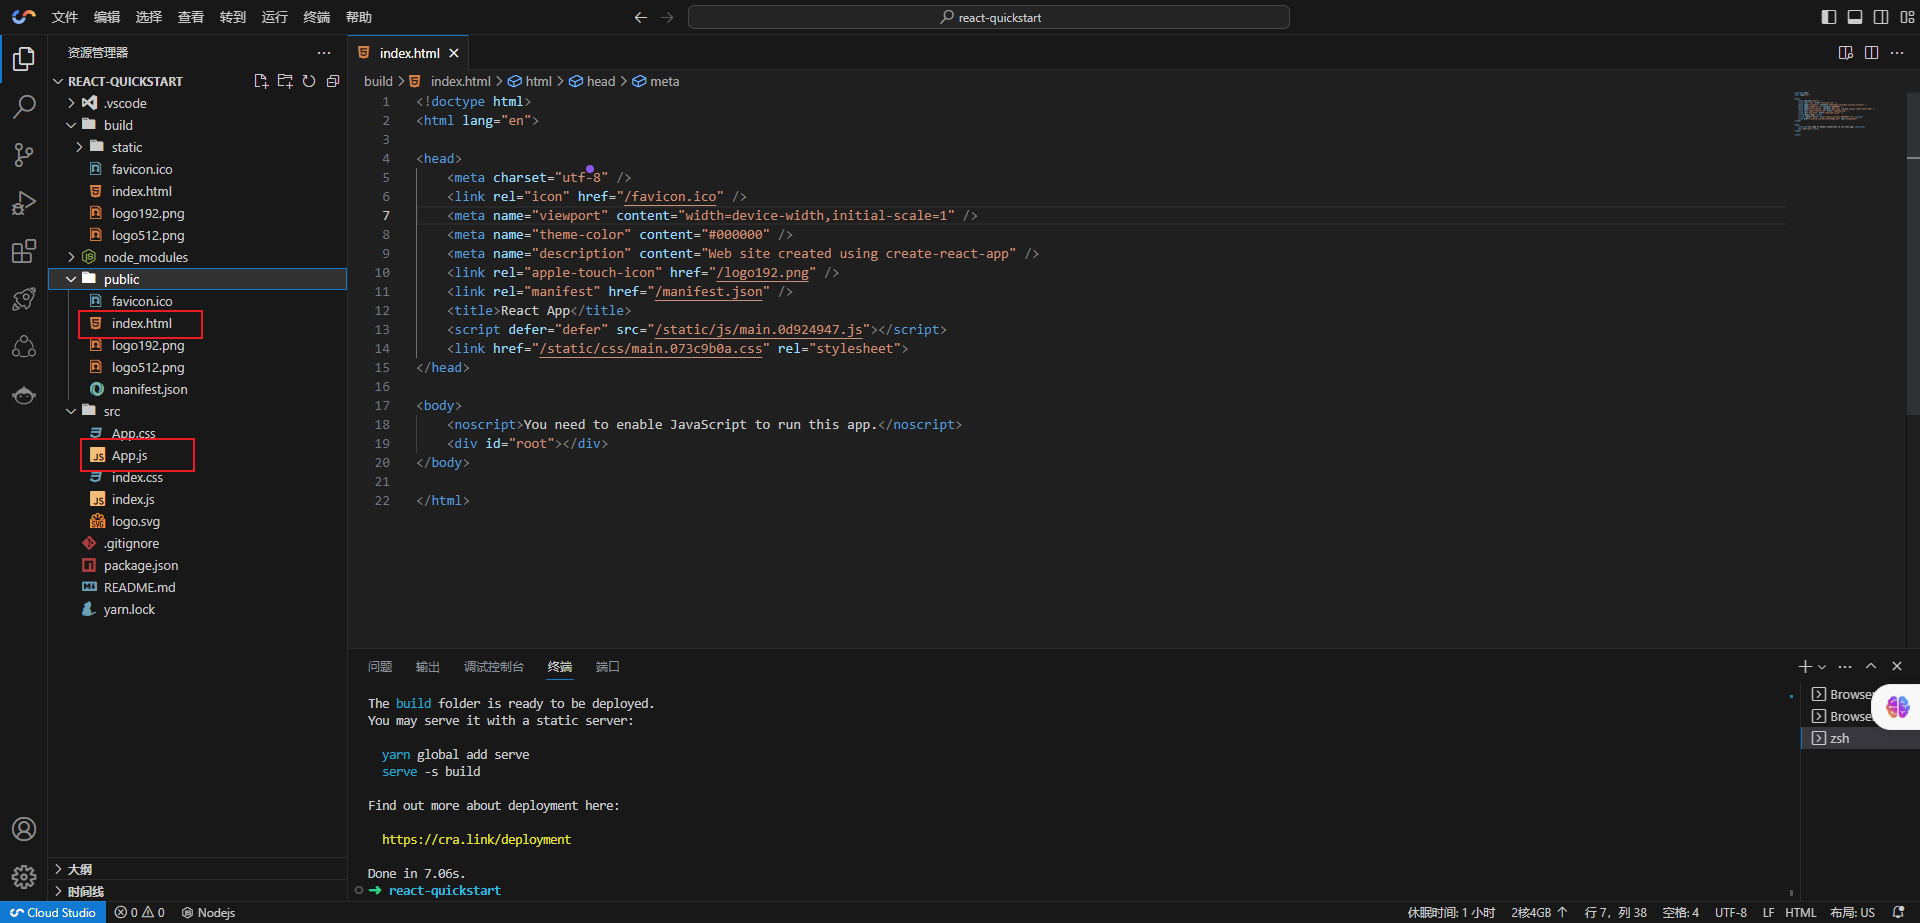 文件 编辑 选择 查看 转到 运行 终端 帮助
react-quickstart
资源管理器
REACT-QUICKSTART
.vscode
build
static
favicon.ico
index.html
logo192.png
logo512.png
node_modules
public
favicon.ico
index.html
logo192.png
logo512.png
manifest.json
src
App.css
App.js
index.css
index.js
logo.svg
.gitignore
package.json
README.md
yarn.lock
大纲
时间线
index.html
build > index.html > html > head > meta
1 <!doctype html>
2 <html lang="en">
3
4 <head>
5 <meta charset="utf-8" />
6 <link rel="icon" href="/favicon.ico" />
7 <meta name="viewport" content="width=device-width,initial-scale=1" />
8 <meta name="theme-color" content="#000000" />
9 <meta name="description" content="Web site created using create-react-app" />
10 <link rel="apple-touch-icon" href="/logo192.png" />
11 <link rel="manifest" href="/manifest.json" />
12 <title>React App</title>
13 <script defer="defer" src="/static/js/main.0d924947.js"></script>
14 <link href="/static/css/main.073c9b0a.css" rel="stylesheet">
15 </head>
16
17 <body>
18 <noscript>You need to enable JavaScript to run this app.</noscript>
19 <div id="root"></div>
20 </body>
21
22 </html>
问题 输出 调试控制台 终端 端口
The build folder is ready to be deployed.
You may serve it with a static server:
yarn global add serve
serve -s build
Find out more about deployment here:
https://cra.link/deployment
Done in 7.06s.
➜ react-quickstart
Browse
Browse
zsh
Cloud Studio 0 0 Nodejs 休眠时间: 1 小时 2核4GB ↑ 行 7，列 38 空格: 4 UTF-8 LF HTML 布局: US